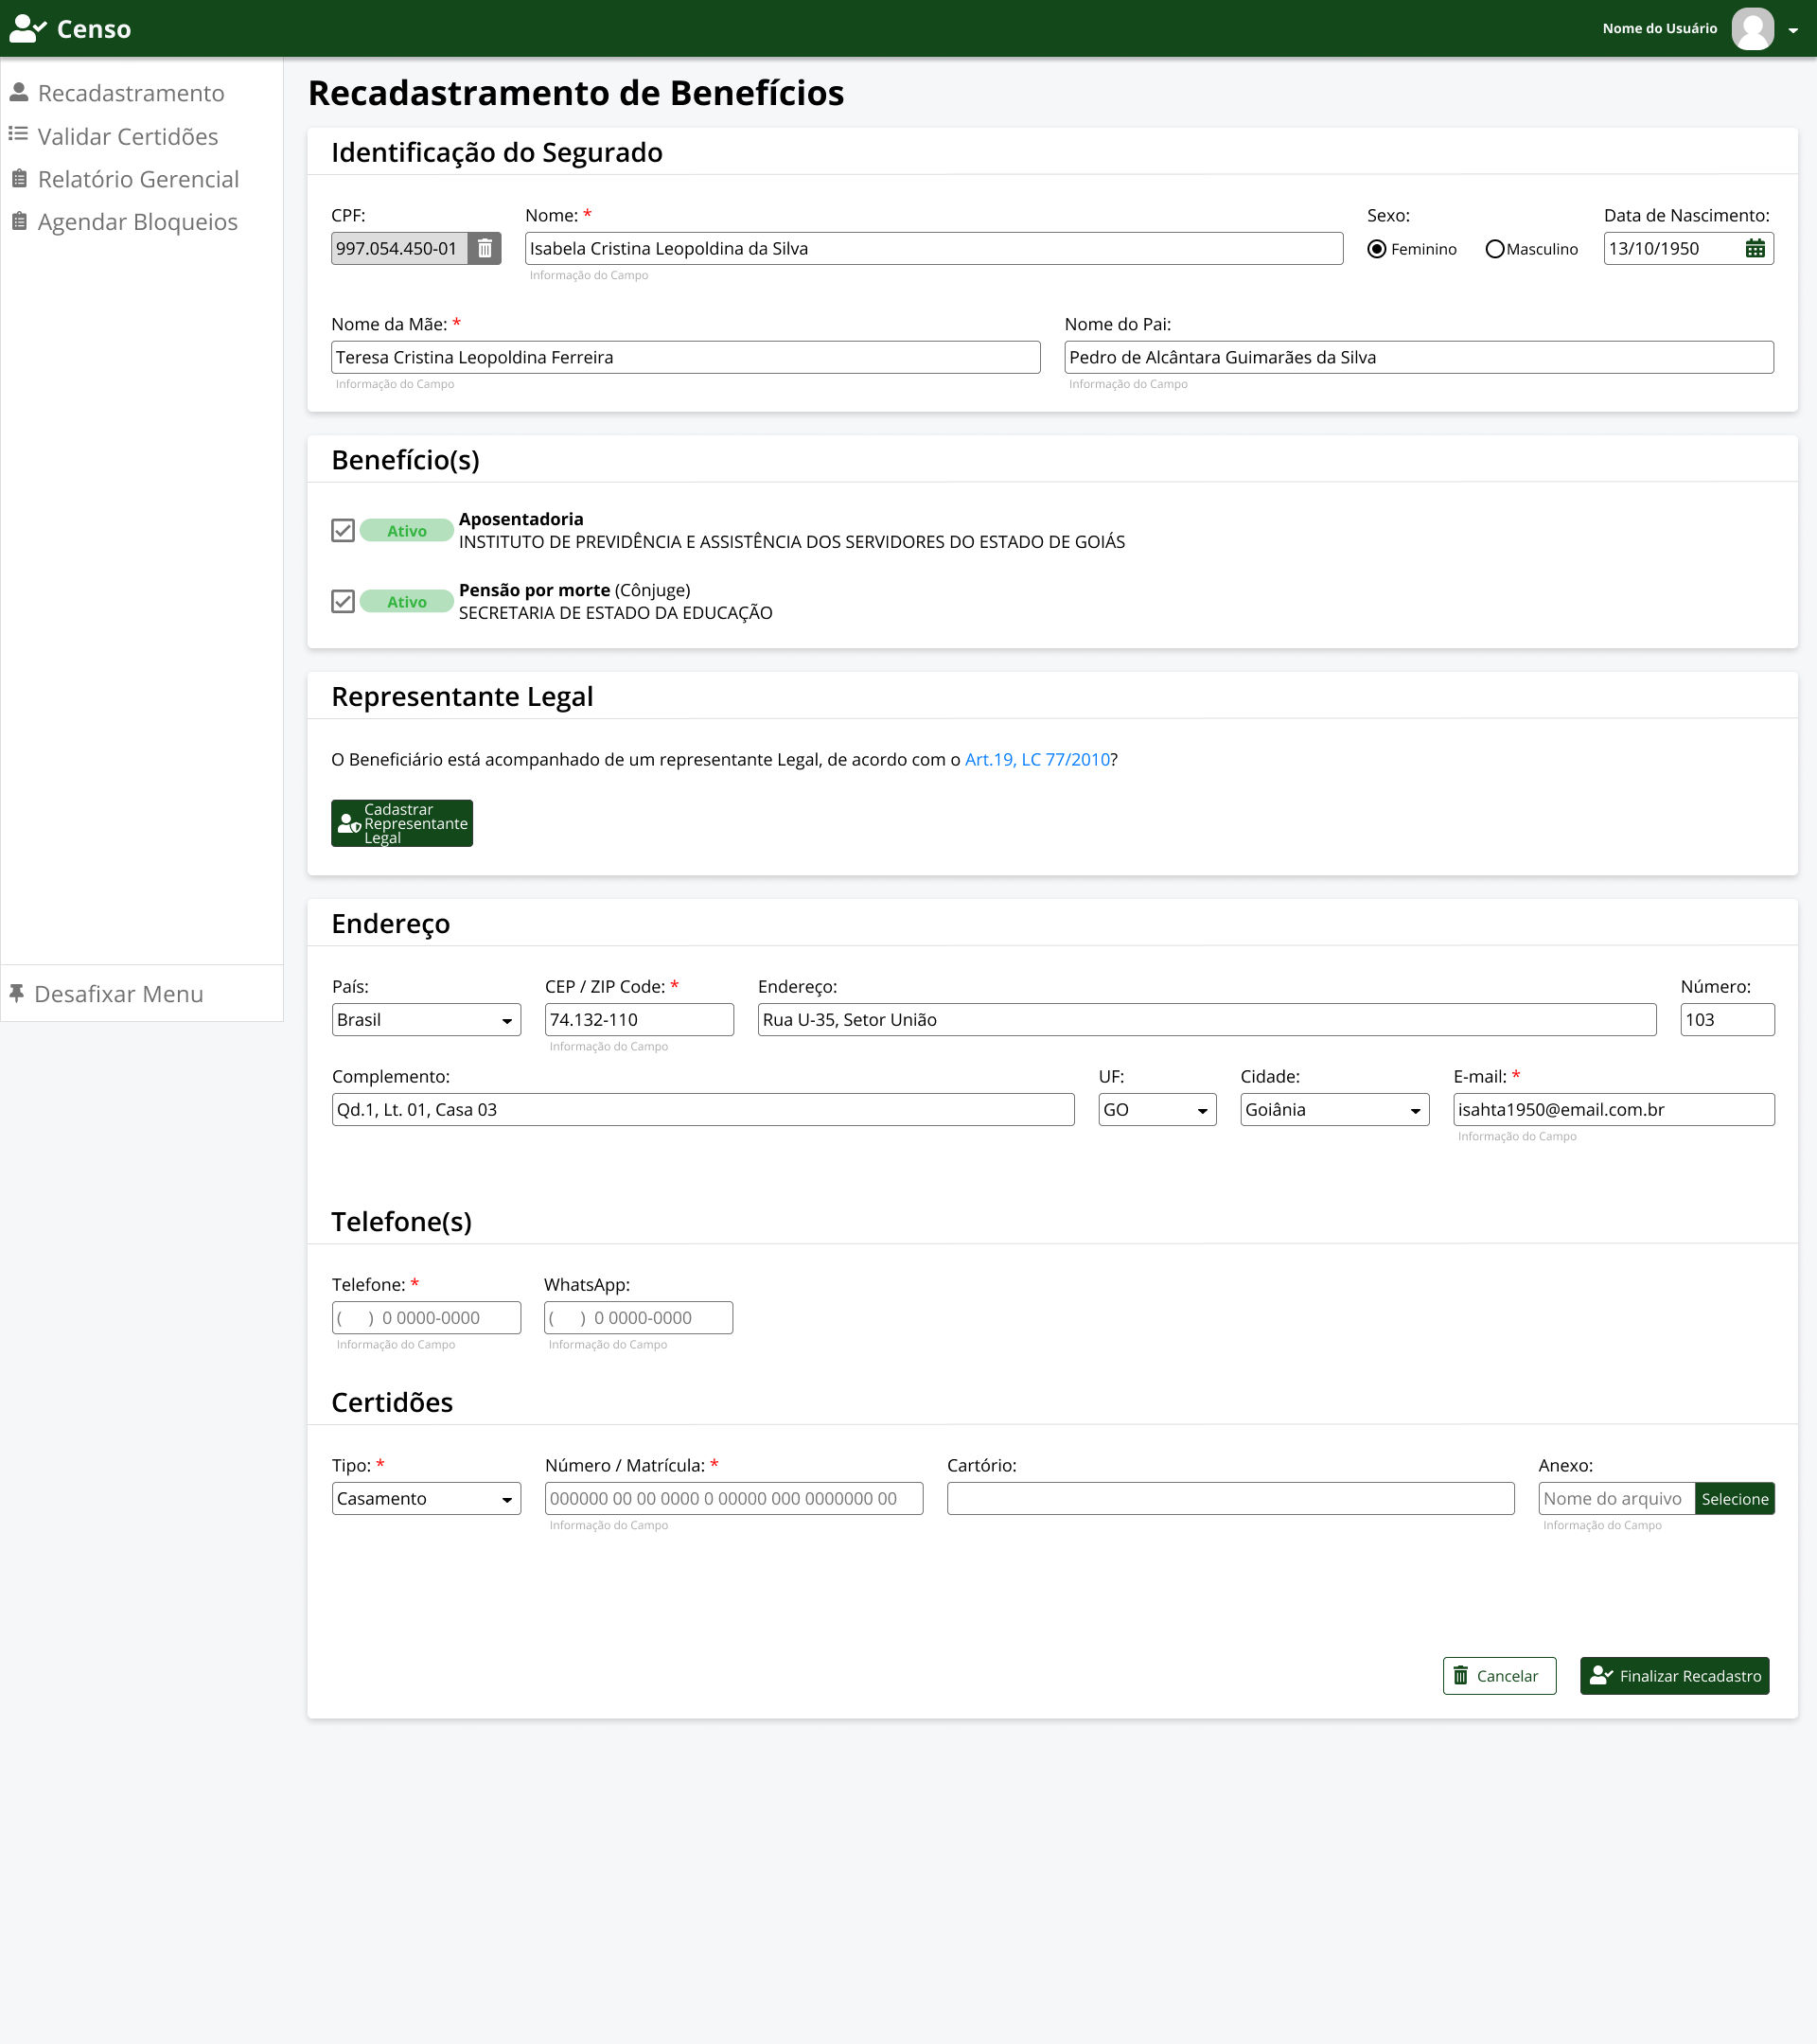 Censo
Nome do Usuário
Recadastramento
Validar Certidões
Relatório Gerencial
Agendar Bloqueios
Desafixar Menu
Recadastramento de Benefícios
Identificação do Segurado
CPF: Nome: * Sexo: Data de Nascimento:
997.054.450-01 Isabela Cristina Leopoldina da Silva Feminino Masculino 13/10/1950
Informação do Campo
Nome da Mãe: * Nome do Pai:
Teresa Cristina Leopoldina Ferreira Pedro de Alcântara Guimarães da Silva
Informação do Campo Informação do Campo
Benefício(s)
Ativo
Aposentadoria
INSTITUTO DE PREVIDÊNCIA E ASSISTÊNCIA DOS SERVIDORES DO ESTADO DE GOIÁS
Ativo
Pensão por morte (Cônjuge)
SECRETARIA DE ESTADO DA EDUCAÇÃO
Representante Legal
O Beneficiário está acompanhado de um representante Legal, de acordo com o Art.19, LC 77/2010?
Cadastrar
Representante
Legal
Endereço
País: CEP / ZIP Code: * Endereço: Número:
Brasil 74.132-110 Rua U-35, Setor União 103
Informação do Campo
Complemento: UF: Cidade: E-mail: *
Qd.1, Lt. 01, Casa 03 GO Goiânia isahta1950@email.com.br
Informação do Campo
Telefone(s)
Telefone: * WhatsApp:
( ) 0 0000-0000 ( ) 0 0000-0000
Informação do Campo Informação do Campo
Certidões
Tipo: * Número / Matrícula: * Cartório: Anexo:
Casamento 000000 00 00 0000 0 00000 000 0000000 00 Nome do arquivo Selecione
Informação do Campo Informação do Campo
Cancelar Finalizar Recadastro